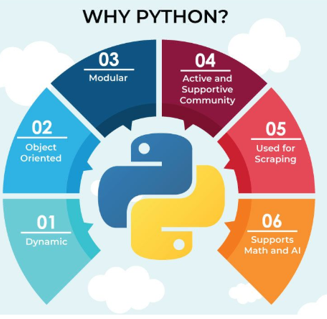 WHY PYTHON?
01
Dynamic
02
Object
Oriented
03
Modular
04
Active and
Supportive
Community
05
Used for
Scraping
06
Supports
Math and AI